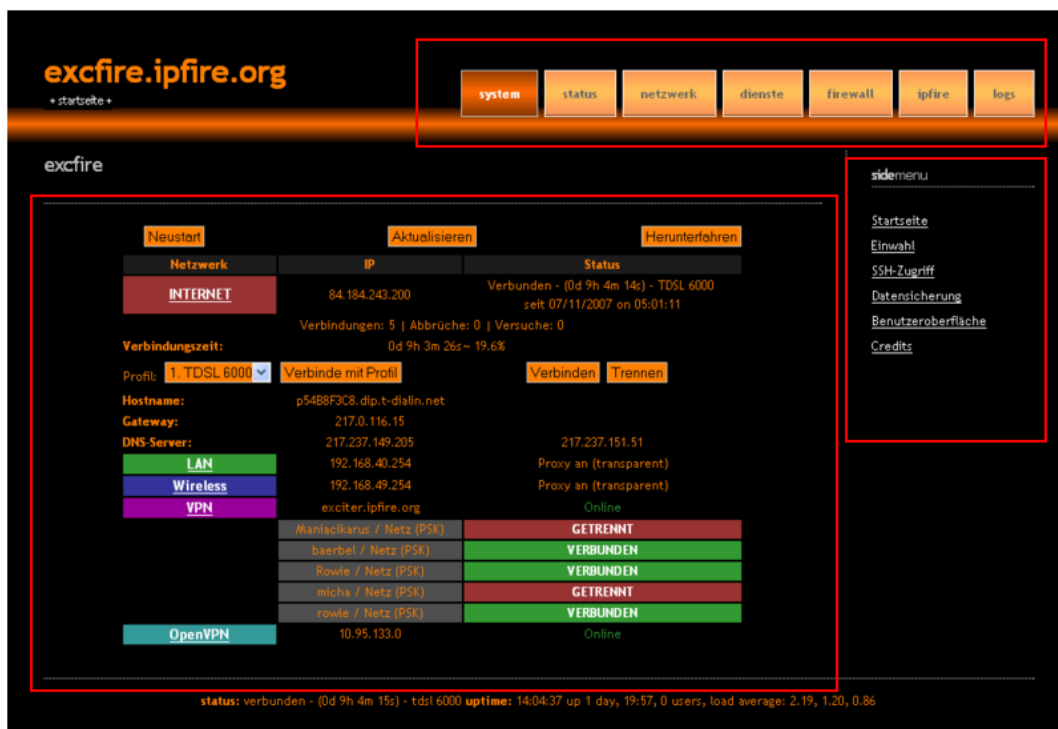 excfire.ipfire.org
+ startseite +
system status netzwerk dienste firewall ipfire logs
excfire
Neustart Aktualisieren Herunterfahren
Netzwerk IP Status
INTERNET 84.184.243.200 Verbunden - (0d 9h 4m 14s) - TDSL 6000
seit 07/11/2007 on 05:01:11
Verbindungen: 5 | Abbrüche: 0 | Versuche: 0
Verbindungszeit: 0d 9h 3m 26s~ 19.6%
Profil: 1. TDSL 6000 Verbinde mit Profil Verbinden Trennen
Hostname: p54B8F3C8.dip.t-dialin.net
Gateway: 217.0.116.15
DNS-Server: 217.237.149.205 217.237.151.51
LAN 192.168.40.254 Proxy an (transparent)
Wireless 192.168.49.254 Proxy an (transparent)
VPN exciter.ipfire.org Online
Maniacikarus / Netz (PSK) GETRENNT
baerbel / Netz (PSK) VERBUNDEN
Rowie / Netz (PSK) VERBUNDEN
micha / Netz (PSK) GETRENNT
rowie / Netz (PSK) VERBUNDEN
OpenVPN 10.95.133.0 Online
sidemenu
Startseite
Einwahl
SSH-Zugriff
Datensicherung
Benutzeroberfläche
Credits
status: verbunden - (0d 9h 4m 15s) - tdsl 6000 uptime: 14:04:37 up 1 day, 19:57, 0 users, load average: 2.19, 1.20, 0.86